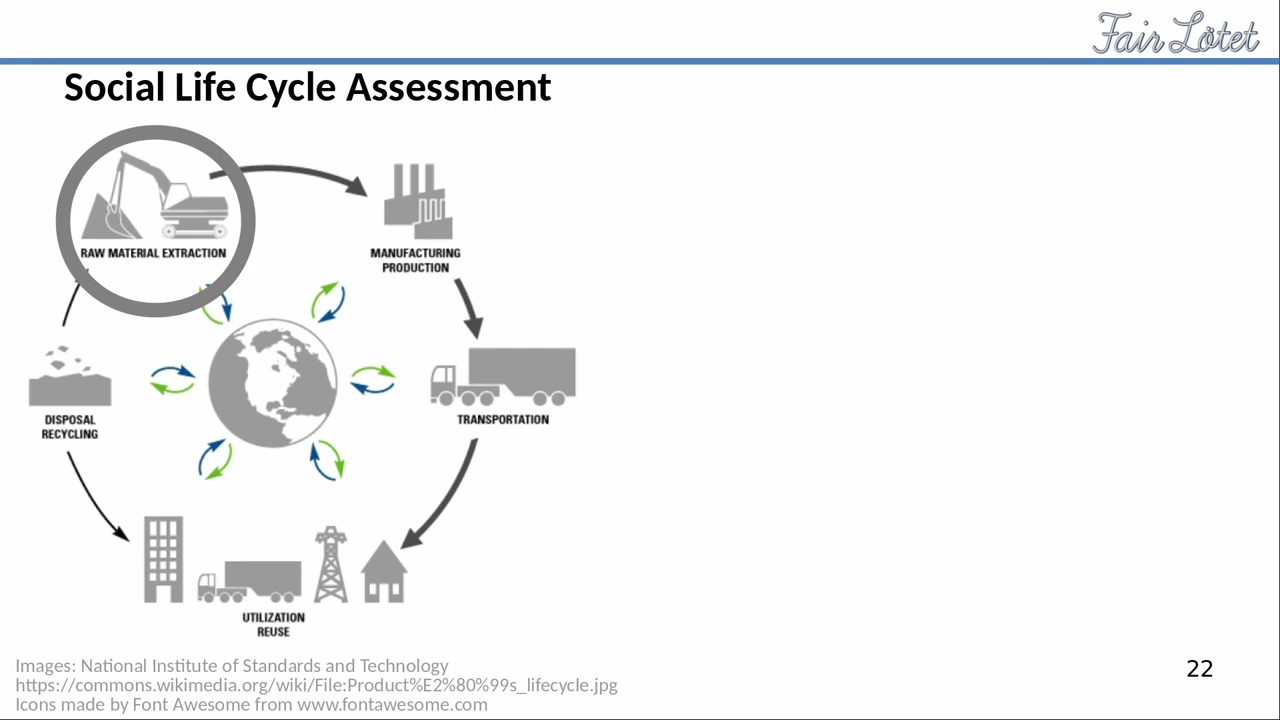 Fair Lötet
Social Life Cycle Assessment
RAW MATERIAL EXTRACTION
MANUFACTURING
PRODUCTION
DISPOSAL
RECYCLING
TRANSPORTATION
UTILIZATION
REUSE
Images: National Institute of Standards and Technology
https://commons.wikimedia.org/wiki/File:Product%E2%80%99s_lifecycle.jpg
Icons made by Font Awesome from www.fontawesome.com
22